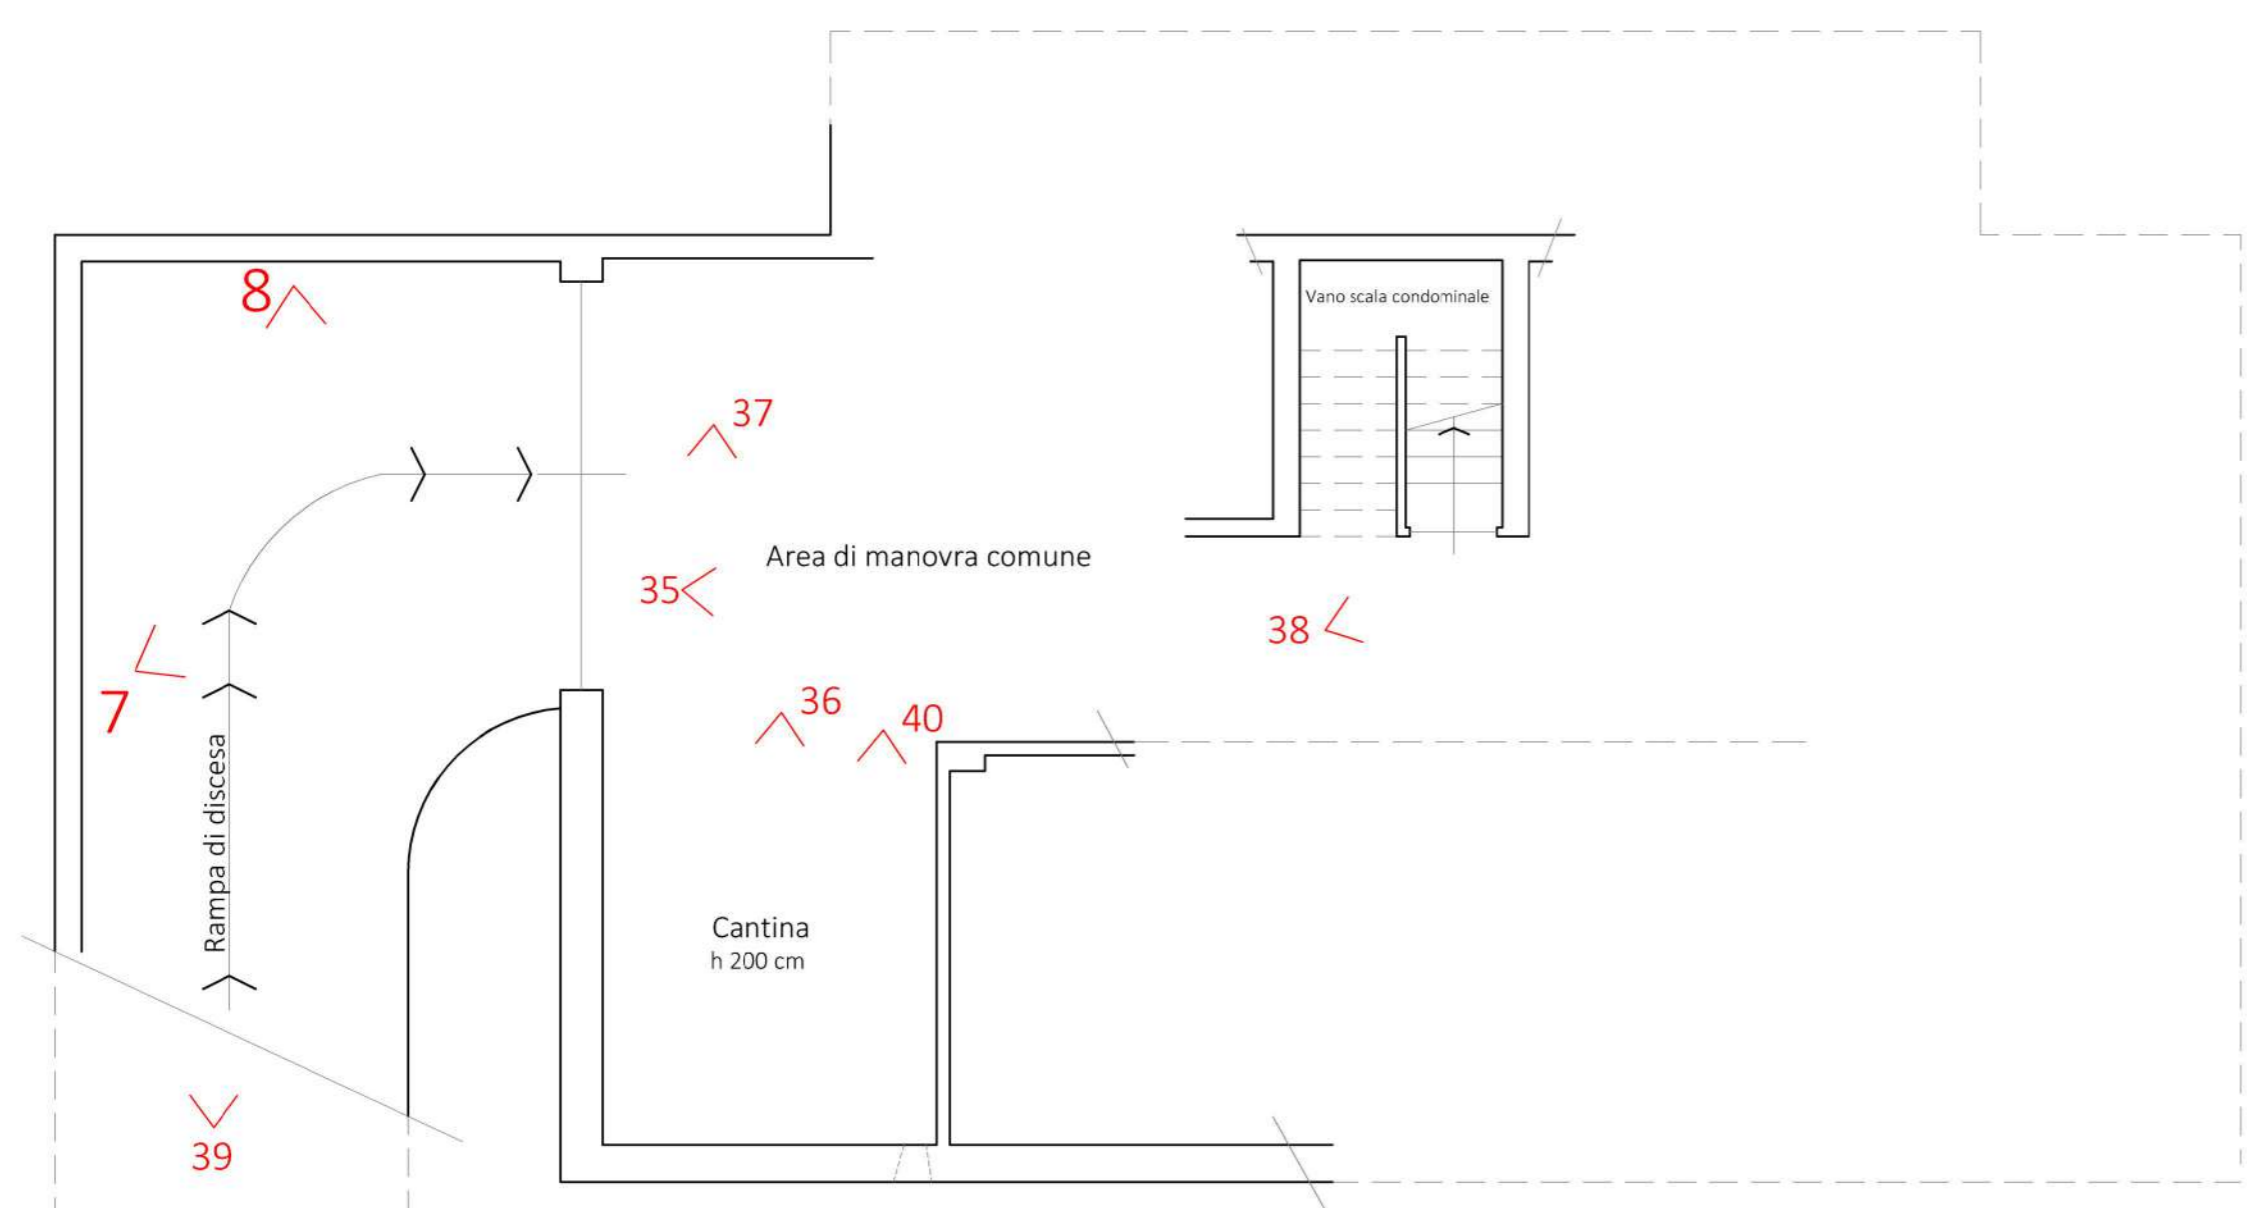 8
Vano scala condominale
37
Area di manovra comune
35
38
7
36
40
Rampa di discesa
Cantina
h 200 cm
39